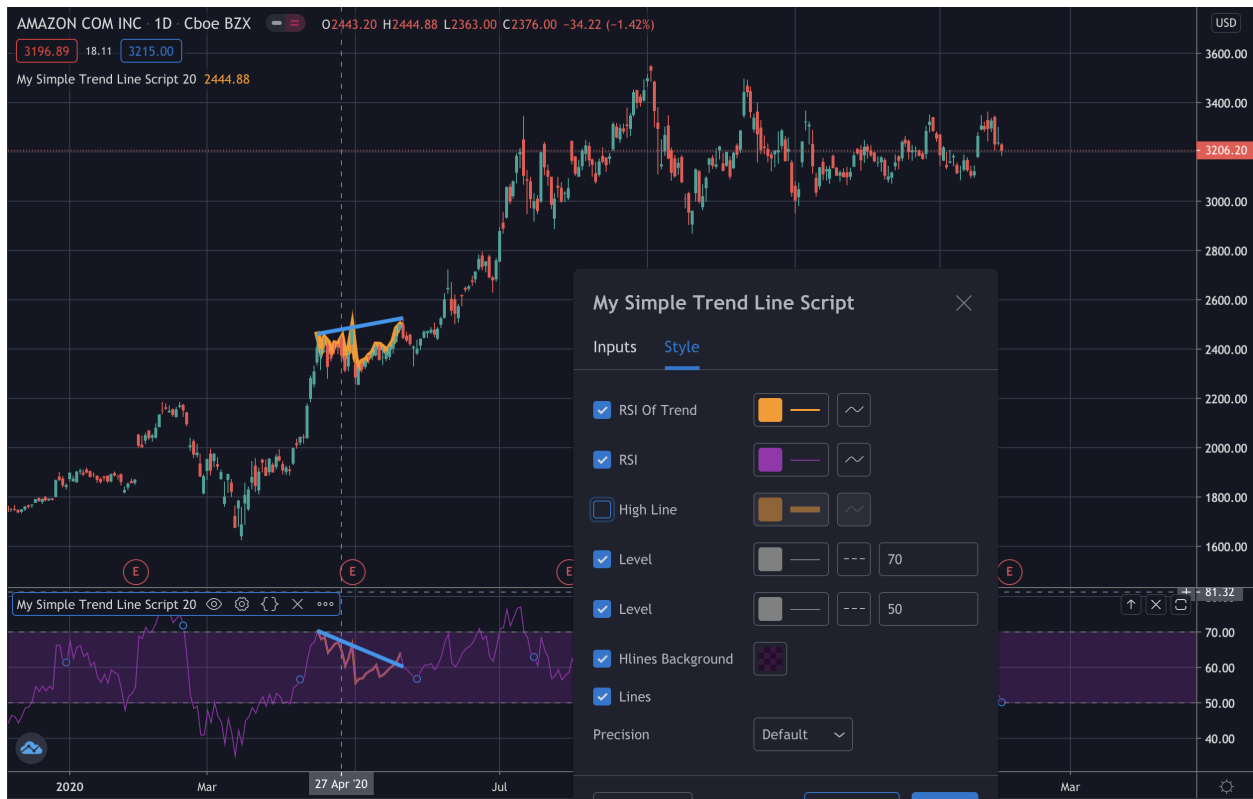 AMAZON COM INC · 1D · Cboe BZX O2443.20 H2444.88 L2363.00 C2376.00 −34.22 (−1.42%)
USD
3196.89 18.11 3215.00
My Simple Trend Line Script 20 2444.88
3600.00
3400.00
3206.20
3000.00
2800.00
2600.00
2400.00
2200.00
2000.00
1800.00
1600.00
E E E E
My Simple Trend Line Script
Inputs Style
RSI Of Trend
RSI
High Line
Level 70
Level 50
Hlines Background
Lines
Precision Default
My Simple Trend Line Script 20
81.32
70.00
60.00
50.00
40.00
2020 Mar 27 Apr '20 Jul Mar